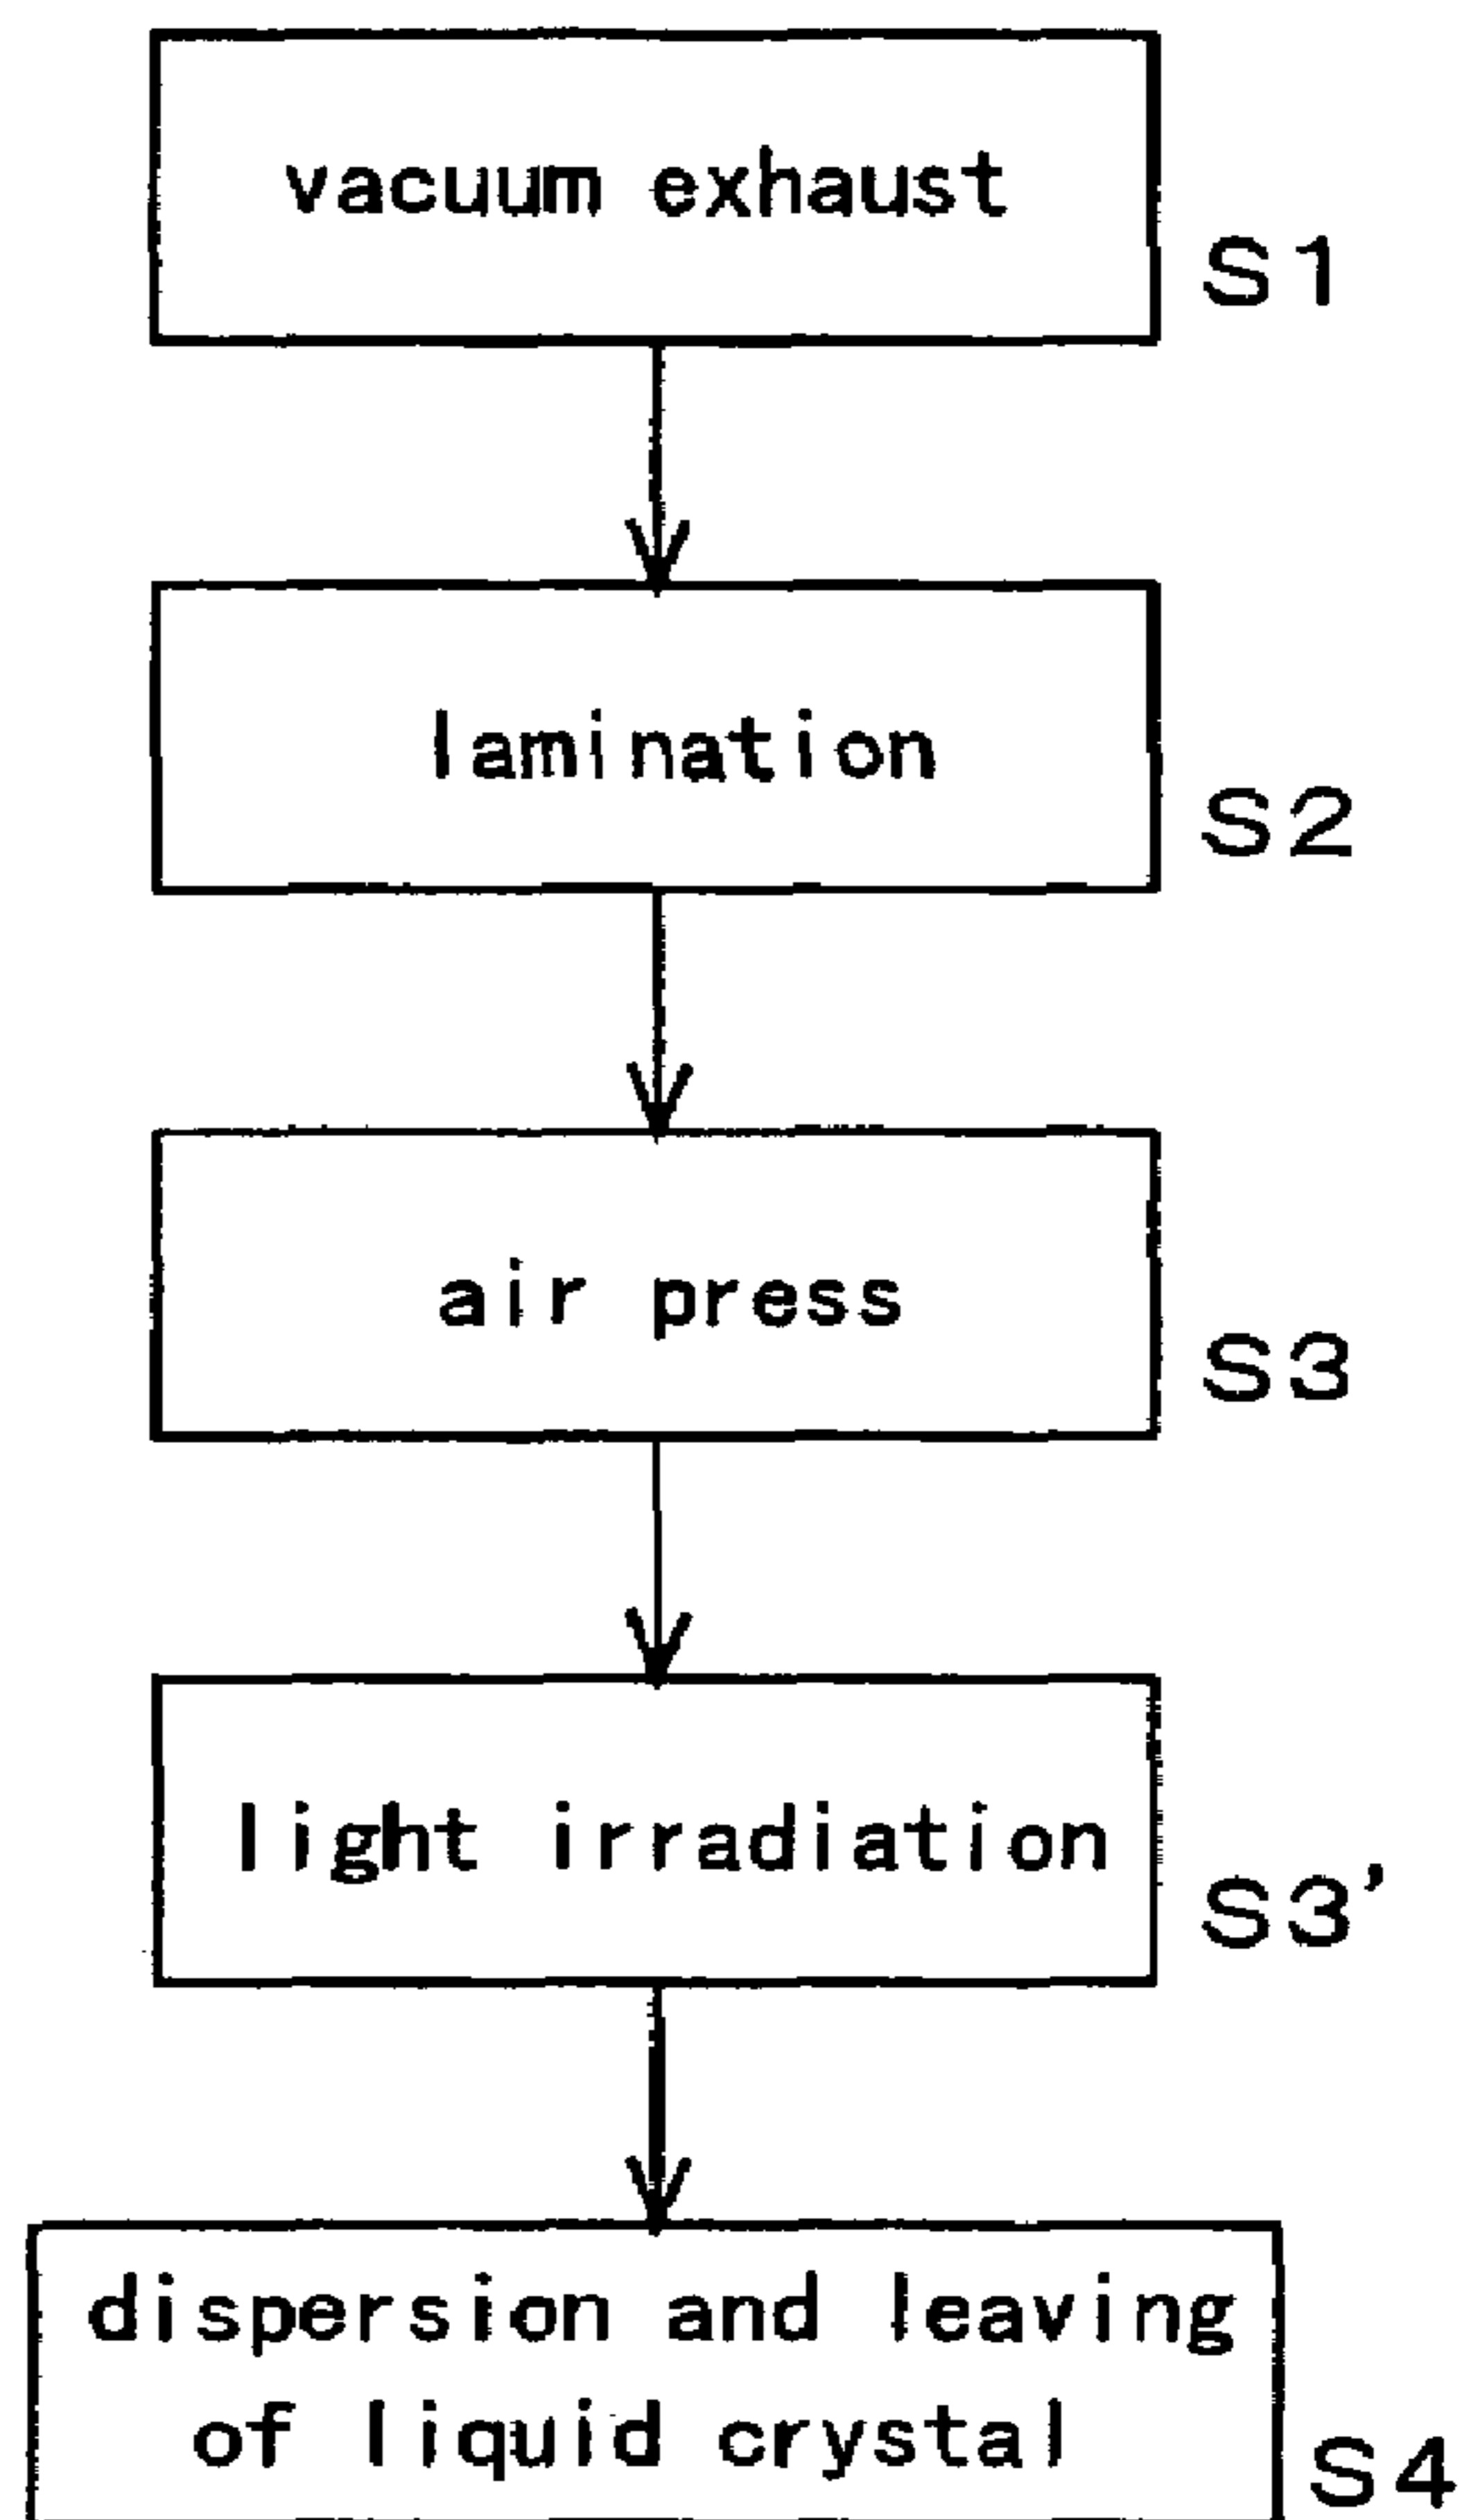 vacuum exhaust
S1
lamination
S2
air press
S3
light irradiation
S3'
dispersion and leaving
of liquid crystal
S4